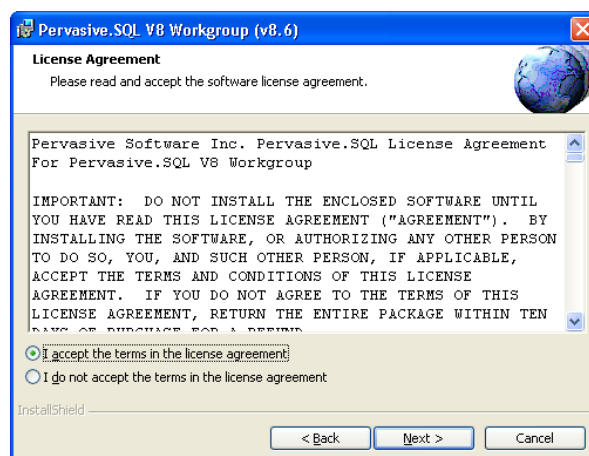 Pervasive.SQL V8 Workgroup (v8.6)
License Agreement
Please read and accept the software license agreement.
Pervasive Software Inc. Pervasive.SQL License Agreement
For Pervasive.SQL V8 Workgroup
IMPORTANT: DO NOT INSTALL THE ENCLOSED SOFTWARE UNTIL
YOU HAVE READ THIS LICENSE AGREEMENT ("AGREEMENT"). BY
INSTALLING THE SOFTWARE, OR AUTHORIZING ANY OTHER PERSON
TO DO SO, YOU, AND SUCH OTHER PERSON, IF APPLICABLE,
ACCEPT THE TERMS AND CONDITIONS OF THIS LICENSE
AGREEMENT. IF YOU DO NOT AGREE TO THE TERMS OF THIS
LICENSE AGREEMENT, RETURN THE ENTIRE PACKAGE WITHIN TEN
DAYS OF PURCHASE FOR A REFUND
I accept the terms in the license agreement
I do not accept the terms in the license agreement
InstallShield
< Back
Next >
Cancel